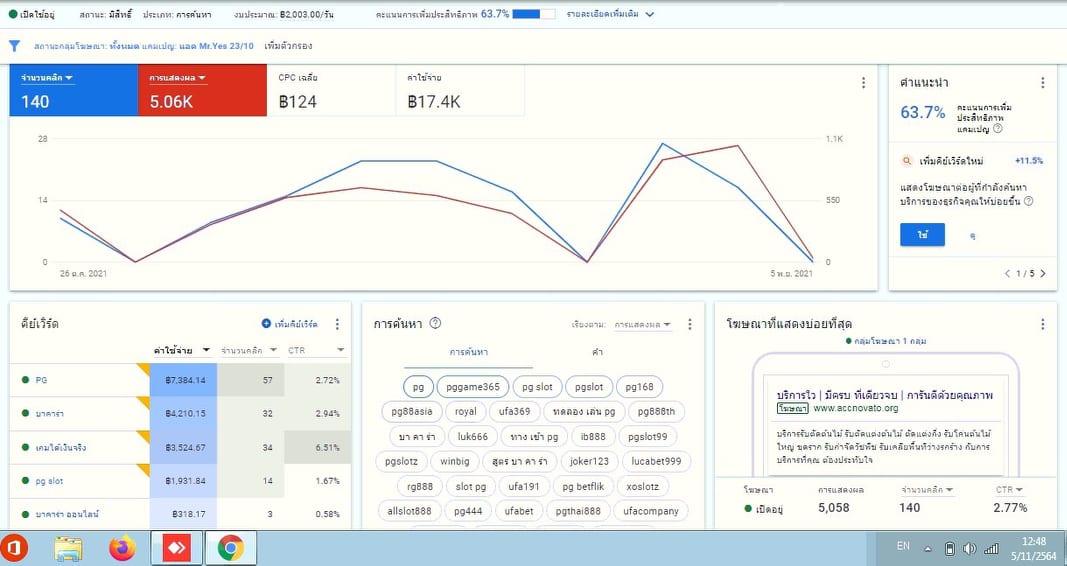 เปิดใช้อยู่ สถานะ: มีสิทธิ์ ประเภท: การค้นหา งบประมาณ: ฿2,003.00/วัน คะแนนการเพิ่มประสิทธิภาพ 63.7% รายละเอียดเพิ่มเติม
สถานะกลุ่มโฆษณา: ทั้งหมด แคมเปญ: แอด Mr.Yes 23/10 เพิ่มตัวกรอง
จำนวนคลิก
140
การแสดงผล
5.06K
CPC เฉลี่ย
฿124
ค่าใช้จ่าย
฿17.4K
28
14
0
1.1K
550
0
26 ต.ค. 2021
5 พ.ย. 2021
คำแนะนำ
63.7%
คะแนนการเพิ่ม
ประสิทธิภาพ
แคมเปญ
เพิ่มคีย์เวิร์ดใหม่ +11.5%
แสดงโฆษณาต่อผู้ที่กำลังค้นหา
บริการของธุรกิจคุณให้บ่อยขึ้น
ใช้ ดู
1 / 5
คีย์เวิร์ด
เพิ่มคีย์เวิร์ด
ค่าใช้จ่าย จำนวนคลิก CTR
PG ฿7,384.14 57 2.72%
บาคาร่า ฿4,210.15 32 2.94%
เกมได้เงินจริง ฿3,524.67 34 6.51%
pg slot ฿1,931.84 14 1.67%
บาคาร่า ออนไลน์ ฿318.17 3 0.58%
การค้นหา
เรียงตาม: การแสดงผล
การค้นหา คำ
pg pggame365 pg slot pgslot pg168
pg88asia royal ufa369 ทดลอง เล่น pg pg888th
บา คา ร่า luk666 ทาง เข้า pg ib888 pgslot99
pgslotz winbig สูตร บา คา ร่า joker123 lucabet999
rg888 slot pg ufa191 pg betflik xoslotz
allslot888 pg444 ufabet pgthai888 ufacompany
โฆษณาที่แสดงบ่อยที่สุด
กลุ่มโฆษณา 1 กลุ่ม
บริการไว | มีครบ ที่เดียวจบ | การันตีด้วยคุณภาพ
โฆษณา www.accnovato.org
บริการรับตัดต้นไม้ รับตัดแต่งต้นไม้ ตัดแต่งกิ่ง รับโค่นต้นไม้
ใหญ่ ขุดราก รับกำจัดวัชพืช รับเคลียพื้นที่ว่างรกร้าง กับการ
บริการที่คุณ ต้องประทับใจ
โฆษณา การแสดงผล จำนวนคลิก CTR
เปิดอยู่ 5,058 140 2.77%
EN
12:48
5/11/2564